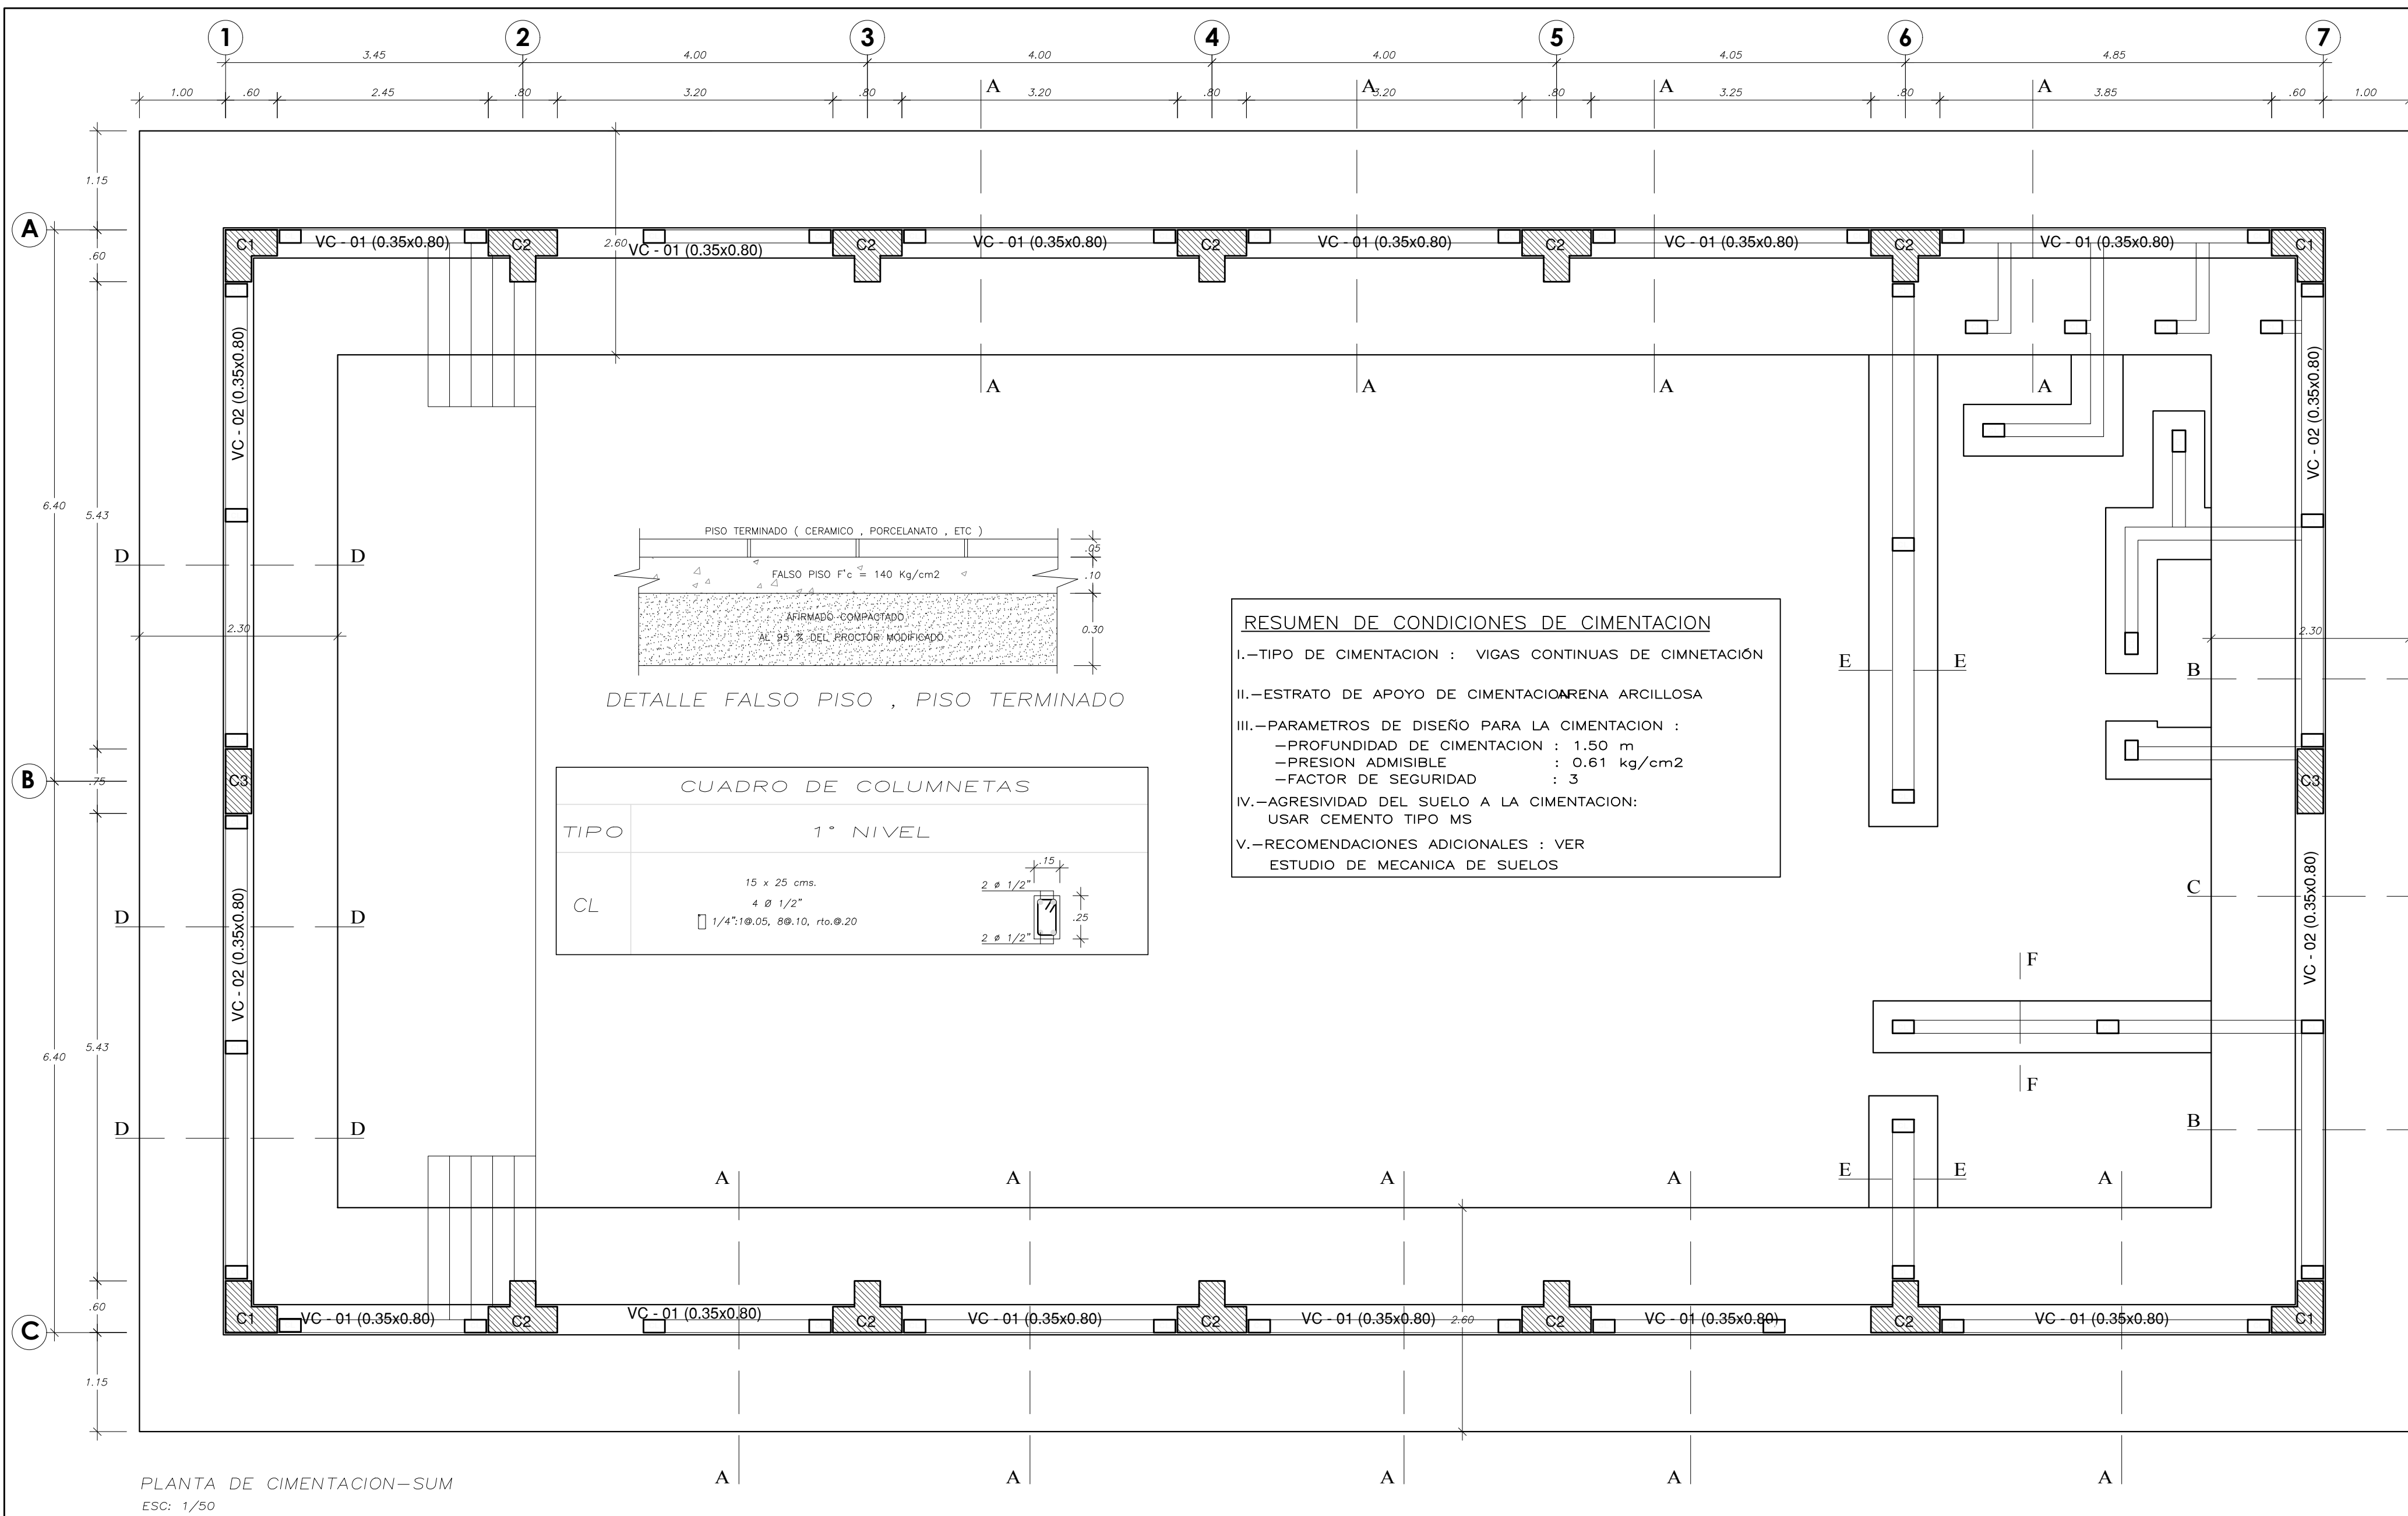 1 2 3 4 5 6 7
3.45 4.00 4.00 4.00 4.05 4.85
1.00 .60 2.45 .80 3.20 .80 3.20 .80 3.20 .80 3.25 .80 3.85 .60 1.00
A A A A
1.15
A
C1 VC - 01 (0.35x0.80) C2 2.60 VC - 01 (0.35x0.80) C2 VC - 01 (0.35x0.80) C2 VC - 01 (0.35x0.80) C2 VC - 01 (0.35x0.80) C2 VC - 01 (0.35x0.80) C1
.60
A A A A
VC - 02 (0.35x0.80)
VC - 02 (0.35x0.80)
6.40 5.43
D D
PISO TERMINADO ( CERAMICO , PORCELANATO , ETC )
.05
FALSO PISO F'c = 140 Kg/cm2
.10
AFIRMADO COMPACTADO
AL 95 % DEL PROCTOR MODIFICADO
0.30
DETALLE FALSO PISO , PISO TERMINADO
2.30
2.30
RESUMEN DE CONDICIONES DE CIMENTACION
I.-TIPO DE CIMENTACION : VIGAS CONTINUAS DE CIMNETACIÓN
II.-ESTRATO DE APOYO DE CIMENTACION : ARENA ARCILLOSA
III.-PARAMETROS DE DISEÑO PARA LA CIMENTACION :
-PROFUNDIDAD DE CIMENTACION : 1.50 m
-PRESION ADMISIBLE : 0.61 kg/cm2
-FACTOR DE SEGURIDAD : 3
IV.-AGRESIVIDAD DEL SUELO A LA CIMENTACION:
USAR CEMENTO TIPO MS
V.-RECOMENDACIONES ADICIONALES : VER
ESTUDIO DE MECANICA DE SUELOS
E E
B
B
.75
C3
C3
CUADRO DE COLUMNETAS
TIPO 1° NIVEL
CL
15 x 25 cms.
4 Ø 1/2"
1/4":1@.05, 8@.10, rto.@.20
.15
2 ø 1/2"
.25
2 ø 1/2"
C
D D
VC - 02 (0.35x0.80)
VC - 02 (0.35x0.80)
F
6.40 5.43
F
D D
B
E E
A A A A A
.60
C
C1 VC - 01 (0.35x0.80) C2 VC - 01 (0.35x0.80) C2 VC - 01 (0.35x0.80) C2 VC - 01 (0.35x0.80) 2.60 C2 VC - 01 (0.35x0.80) C2 VC - 01 (0.35x0.80) C1
1.15
A A A A A
PLANTA DE CIMENTACION-SUM
ESC: 1/50